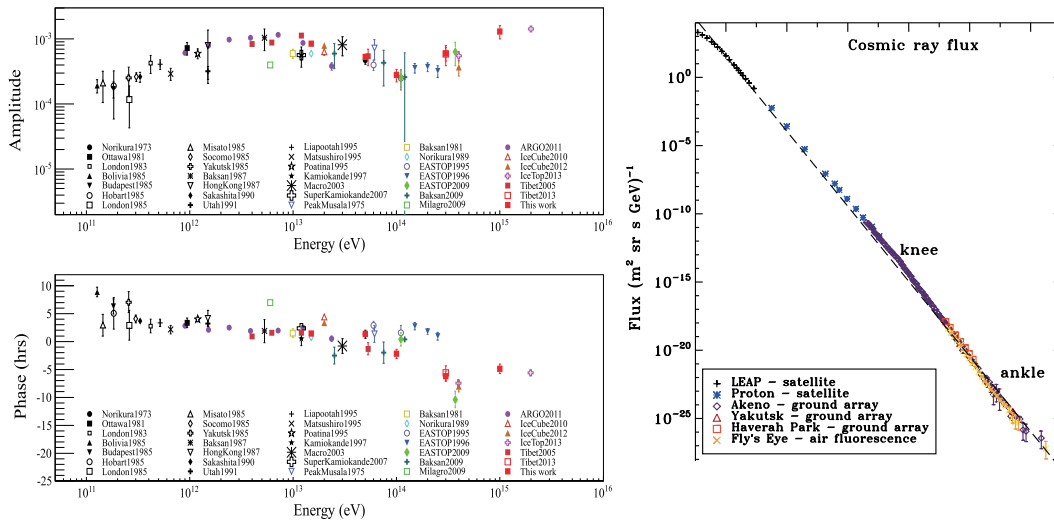 Amplitude
10⁻³
10⁻⁴
10⁻⁵
Norikura1973
Ottawa1981
London1983
Bolivia1985
Budapest1985
Hobart1985
London1985
Misato1985
Socomo1985
Yakutsk1985
Baksan1987
HongKong1987
Sakashita1990
Utah1991
Liapootah1995
Matsushiro1995
Poatina1995
Kamiokande1997
Macro2003
SuperKamiokande2007
PeakMusala1975
Baksan1981
Norikura1989
EASTOP1995
EASTOP1996
EASTOP2009
Baksan2009
Milagro2009
ARGO2011
IceCube2010
IceCube2012
IceTop2013
Tibet2005
Tibet2013
This work
10¹¹ 10¹² 10¹³ 10¹⁴ 10¹⁵ 10¹⁶
Energy (eV)
Phase (hrs)
10
5
0
-5
-10
-15
-20
-25
Norikura1973
Ottawa1981
London1983
Bolivia1985
Budapest1985
Hobart1985
London1985
Misato1985
Socomo1985
Yakutsk1985
Baksan1987
HongKong1987
Sakashita1990
Utah1991
Liapootah1995
Matsushiro1995
Poatina1995
Kamiokande1997
Macro2003
SuperKamiokande2007
PeakMusala1975
Baksan1981
Norikura1989
EASTOP1995
EASTOP1996
EASTOP2009
Baksan2009
Milagro2009
ARGO2011
IceCube2010
IceCube2012
IceTop2013
Tibet2005
Tibet2013
This work
10¹¹ 10¹² 10¹³ 10¹⁴ 10¹⁵ 10¹⁶
Energy (eV)
Cosmic ray flux
Flux (m² sr s GeV)⁻¹
10⁰
10⁻⁵
10⁻¹⁰
10⁻¹⁵
10⁻²⁰
10⁻²⁵
knee
ankle
LEAP - satellite
Proton - satellite
Akeno - ground array
Yakutsk - ground array
Haverah Park - ground array
Fly's Eye - air fluorescence